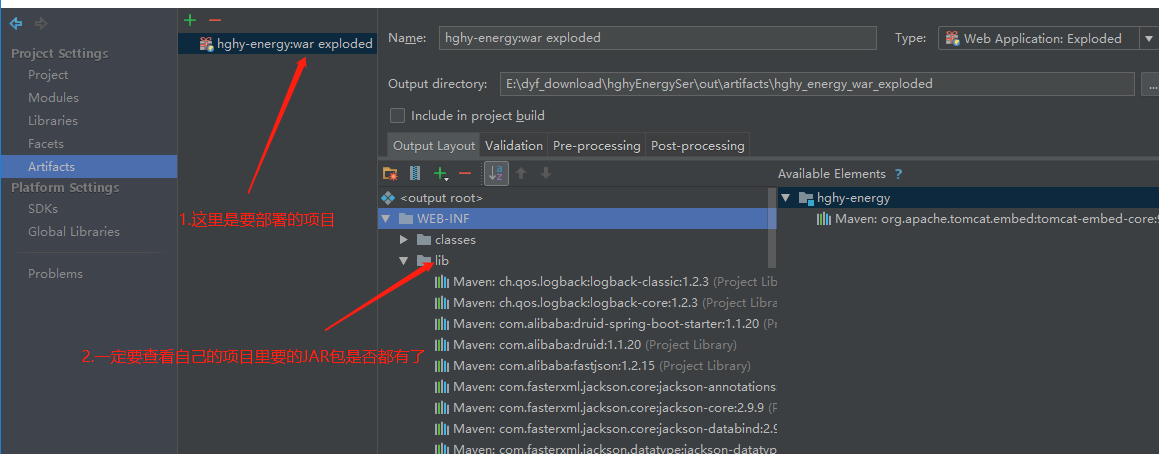 Project Settings
Project
Modules
Libraries
Facets
Artifacts
Platform Settings
SDKs
Global Libraries
Problems
hghy-energy:war exploded
1.这里是要部署的项目
Name: hghy-energy:war exploded Type: Web Application: Exploded
Output directory: E:\dyf_download\hghyEnergySer\out\artifacts\hghy_energy_war_exploded ...
Include in project build
Output Layout Validation Pre-processing Post-processing
<output root>
WEB-INF
classes
lib
Maven: ch.qos.logback:logback-classic:1.2.3 (Project Lib
Maven: ch.qos.logback:logback-core:1.2.3 (Project Libra
Maven: com.alibaba:druid-spring-boot-starter:1.1.20 (Pr
Maven: com.alibaba:druid:1.1.20 (Project Library)
Maven: com.alibaba:fastjson:1.2.15 (Project Library)
Maven: com.fasterxml.jackson.core:jackson-annotations:
Maven: com.fasterxml.jackson.core:jackson-core:2.9.9 (P
Maven: com.fasterxml.jackson.core:jackson-databind:2.9
Maven: com.fasterxml.jackson.datatype:jackson-datatyp
2.一定要查看自己的项目里要的JAR包是否都有了
Available Elements ?
hghy-energy
Maven: org.apache.tomcat.embed:tomcat-embed-core:9